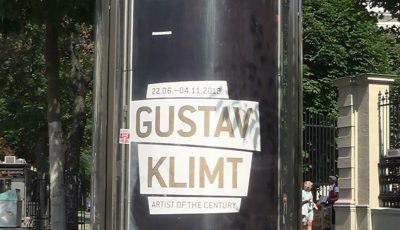 22.06.–04.11.2018
GUSTAV
KLIMT
ARTIST OF THE CENTURY